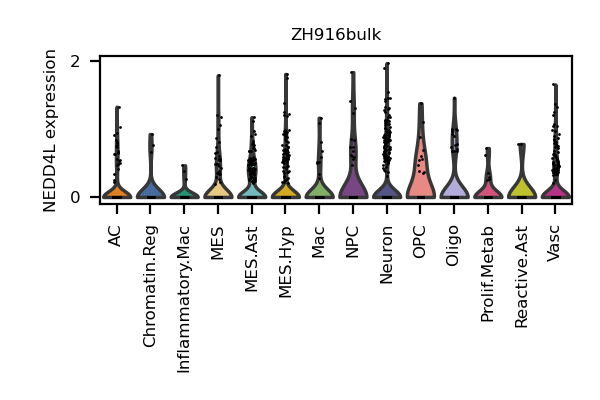 ZH916bulk
NEDD4L expression
2
0
AC
Chromatin.Reg
Inflammatory.Mac
MES
MES.Ast
MES.Hyp
Mac
NPC
Neuron
OPC
Oligo
Prolif.Metab
Reactive.Ast
Vasc